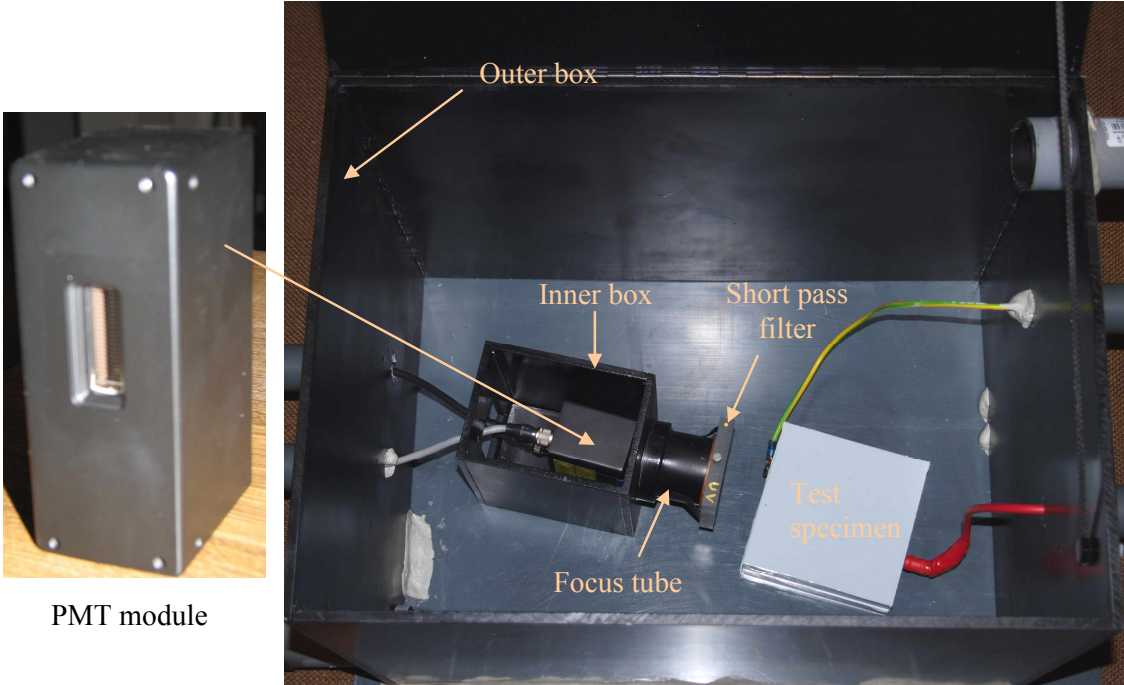 Outer box
Inner box
Short pass
filter
UV
Test
specimen
Focus tube
PMT module